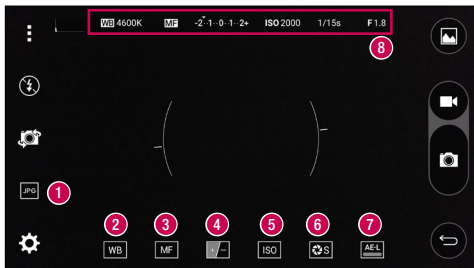 WB 4600K MF -2··1··0··1··2+ ISO 2000 1/15s F1.8
8
JPG 1
2 3 4 5 6 7
WB MF +/- ISO S AE-L